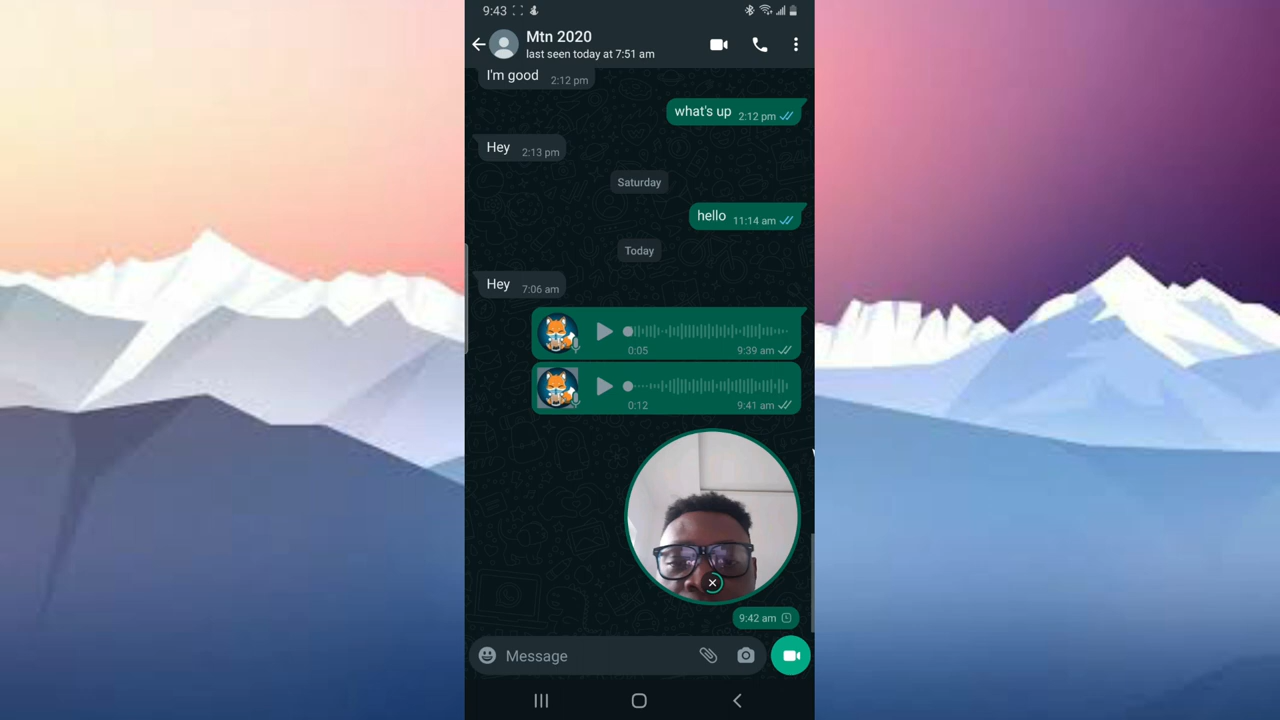 9:43
Mtn 2020
last seen today at 7:51 am
I'm good 2:12 pm
what's up 2:12 pm
Hey 2:13 pm
Saturday
hello 11:14 am
Today
Hey 7:06 am
0:05 9:39 am
0:12 9:41 am
9:42 am
Message